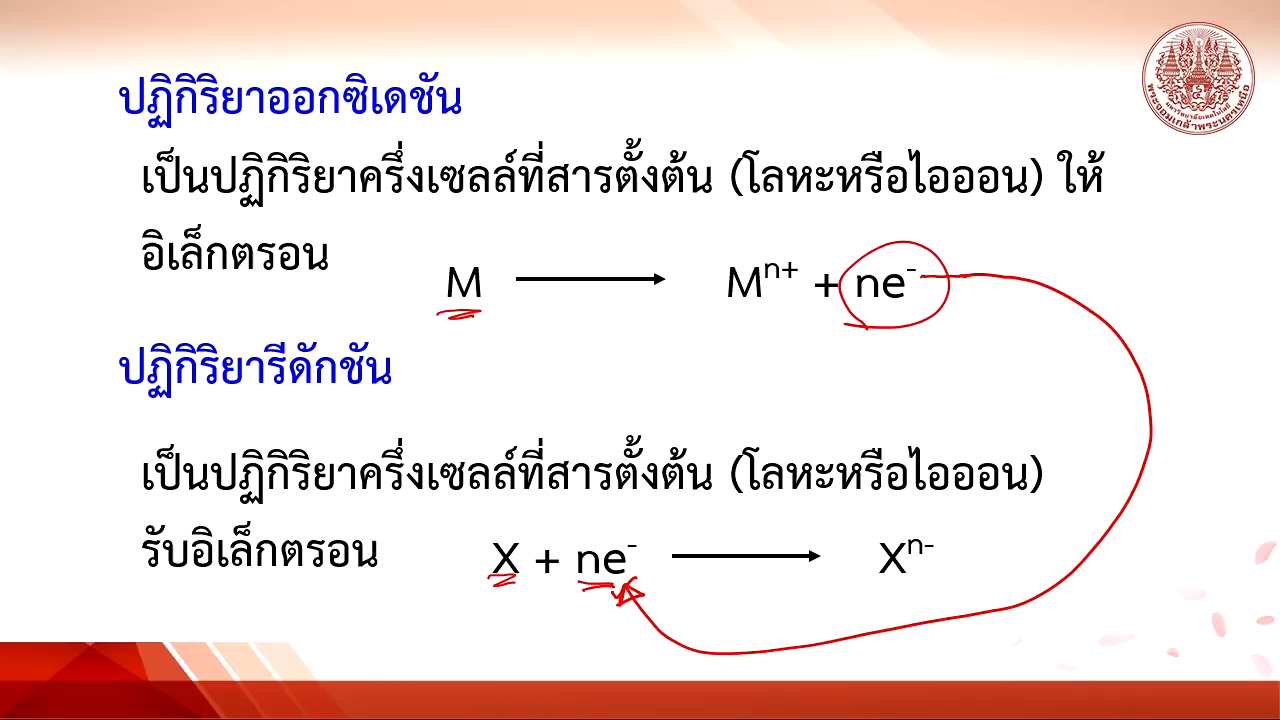 ปฏิกิริยาออกซิเดชัน
เป็นปฏิกิริยาครึ่งเซลล์ที่สารตั้งต้น (โลหะหรือไอออน) ให้
อิเล็กตรอน
M ⟶ Mⁿ⁺ + ne⁻
ปฏิกิริยารีดักชัน
เป็นปฏิกิริยาครึ่งเซลล์ที่สารตั้งต้น (โลหะหรือไอออน)
รับอิเล็กตรอน
X + ne⁻ ⟶ Xⁿ⁻